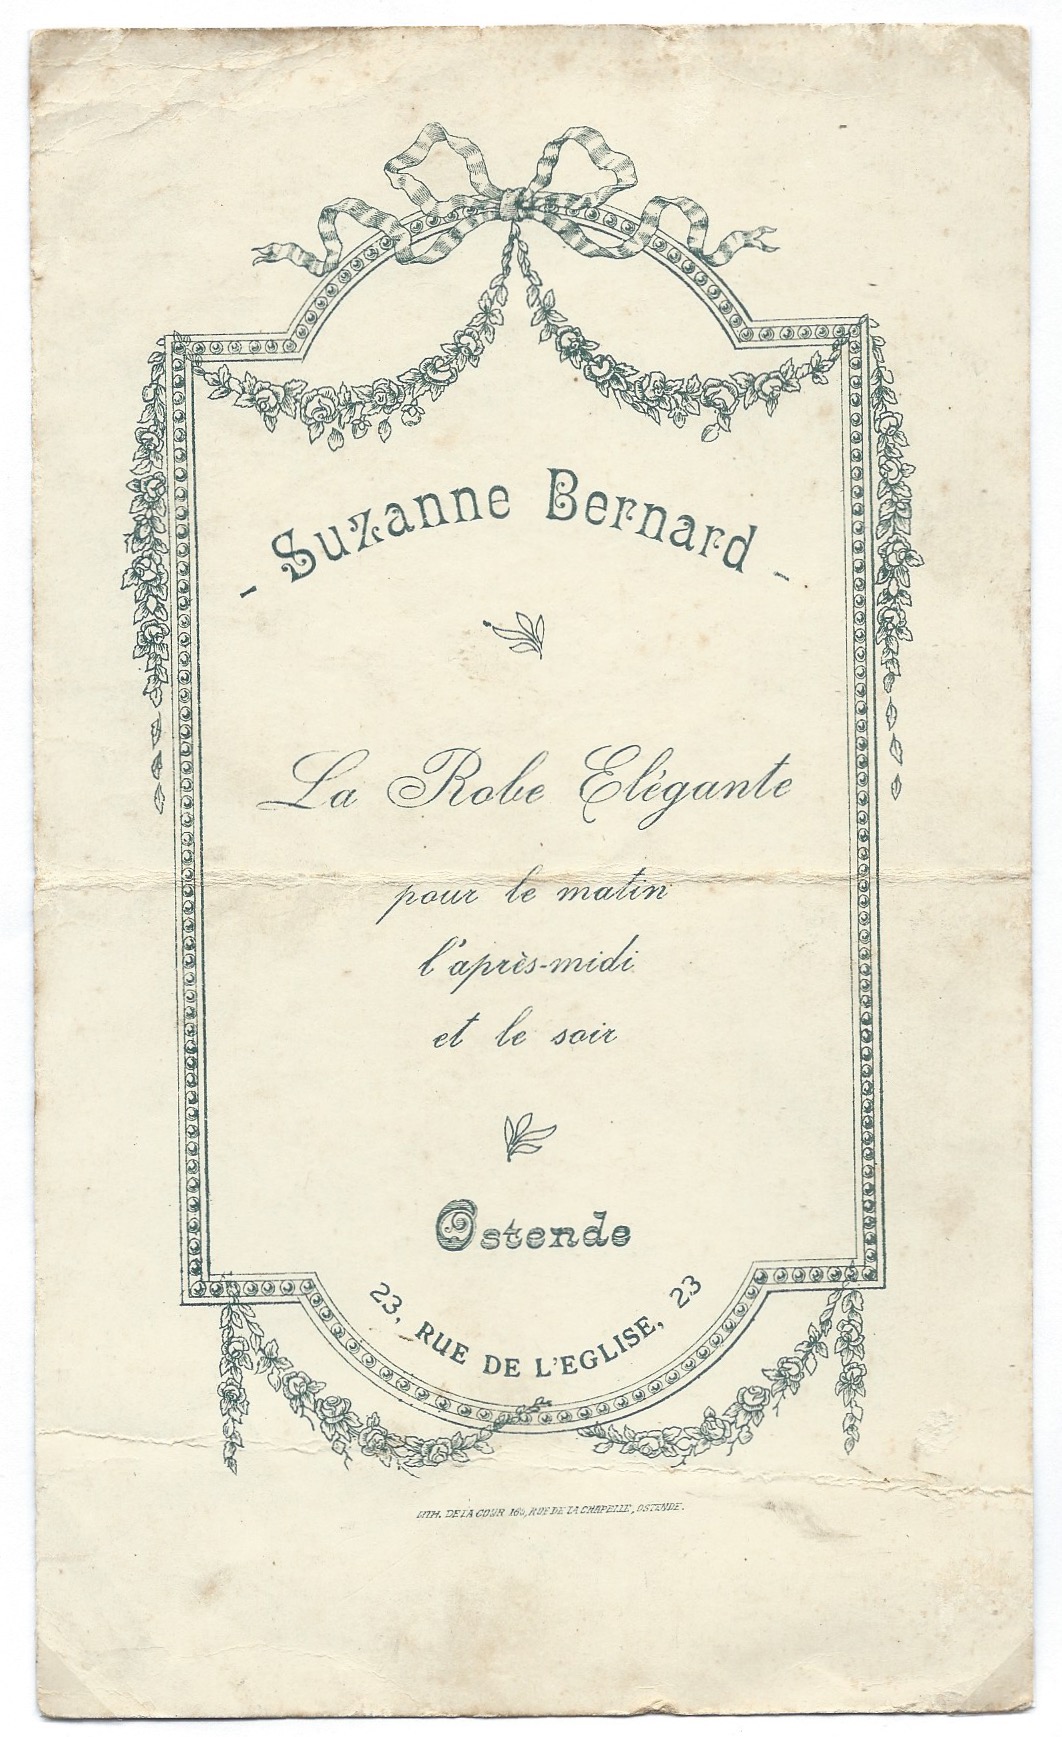 - Suzanne Bernard -
La Robe Elégante
pour le matin
l'après-midi
et le soir
Ostende
23, RUE DE L'EGLISE, 23
LITH. DE LA COUR, RUE DE LA CHAPELLE, OSTENDE.